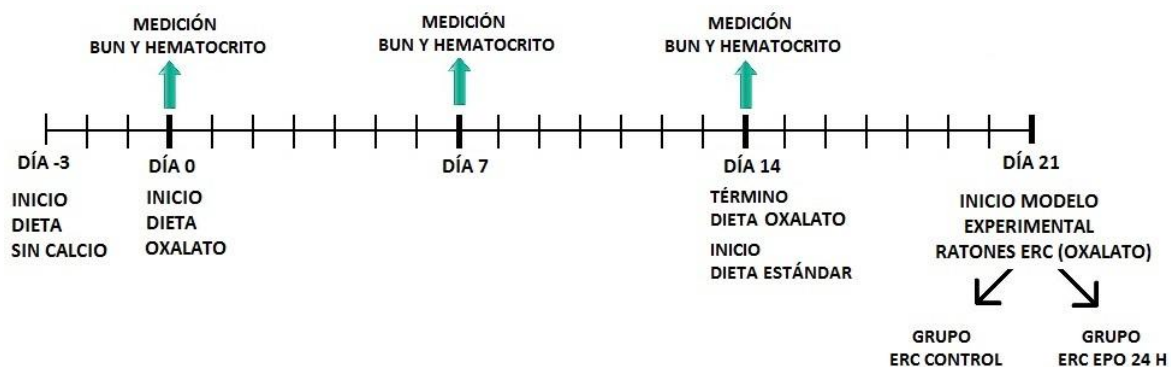 MEDICIÓN
BUN Y HEMATOCRITO
MEDICIÓN
BUN Y HEMATOCRITO
MEDICIÓN
BUN Y HEMATOCRITO
DÍA -3
INICIO
DIETA
SIN CALCIO
DÍA 0
INICIO
DIETA
OXALATO
DÍA 7
DÍA 14
TÉRMINO
DIETA OXALATO
INICIO
DIETA ESTÁNDAR
DÍA 21
INICIO MODELO
EXPERIMENTAL
RATONES ERC (OXALATO)
GRUPO
ERC CONTROL
GRUPO
ERC EPO 24 H